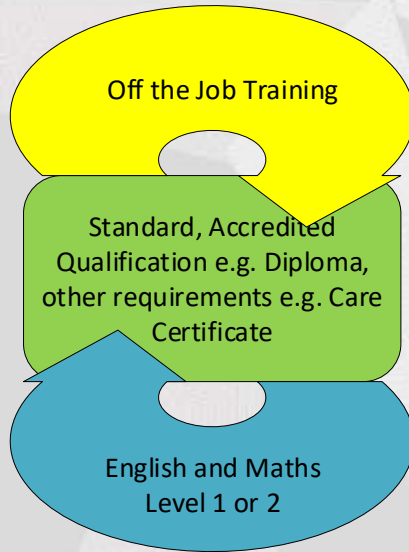 Off the Job Training
Standard, Accredited
Qualification e.g. Diploma,
other requirements e.g. Care
Certificate
English and Maths
Level 1 or 2